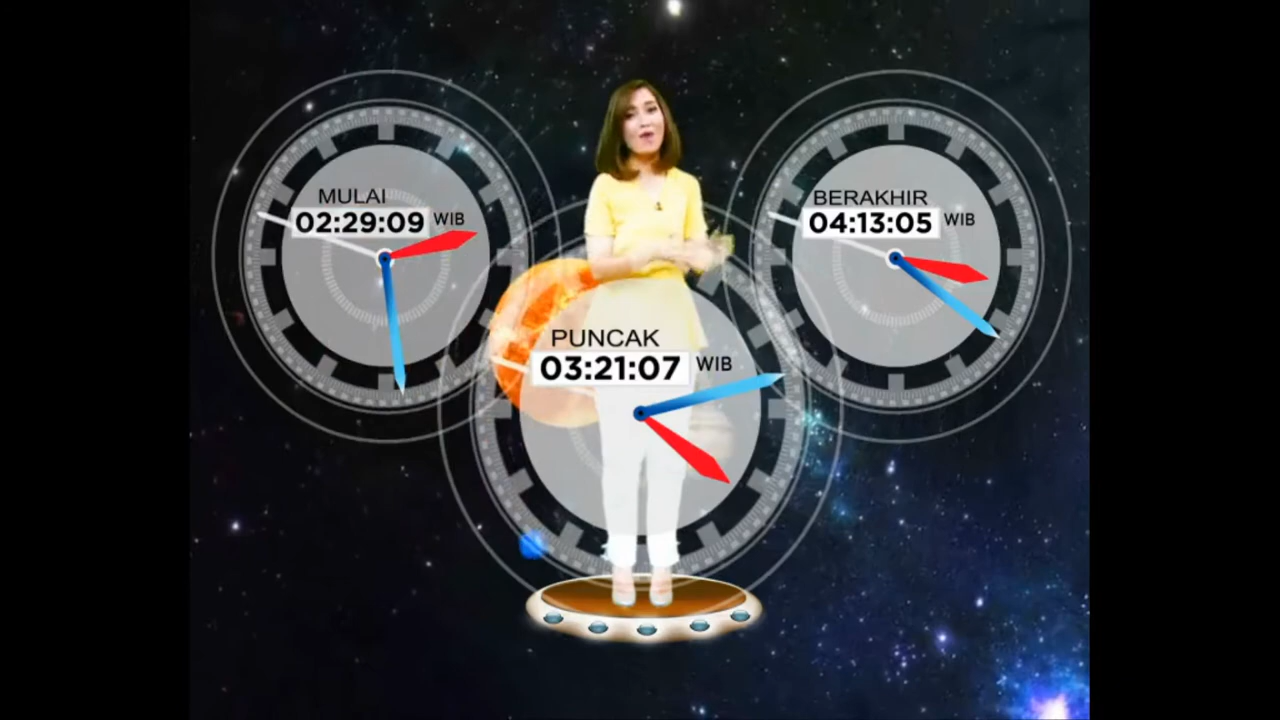 MULAI
02:29:09 WIB
BERAKHIR
04:13:05 WIB
PUNCAK
03:21:07 WIB